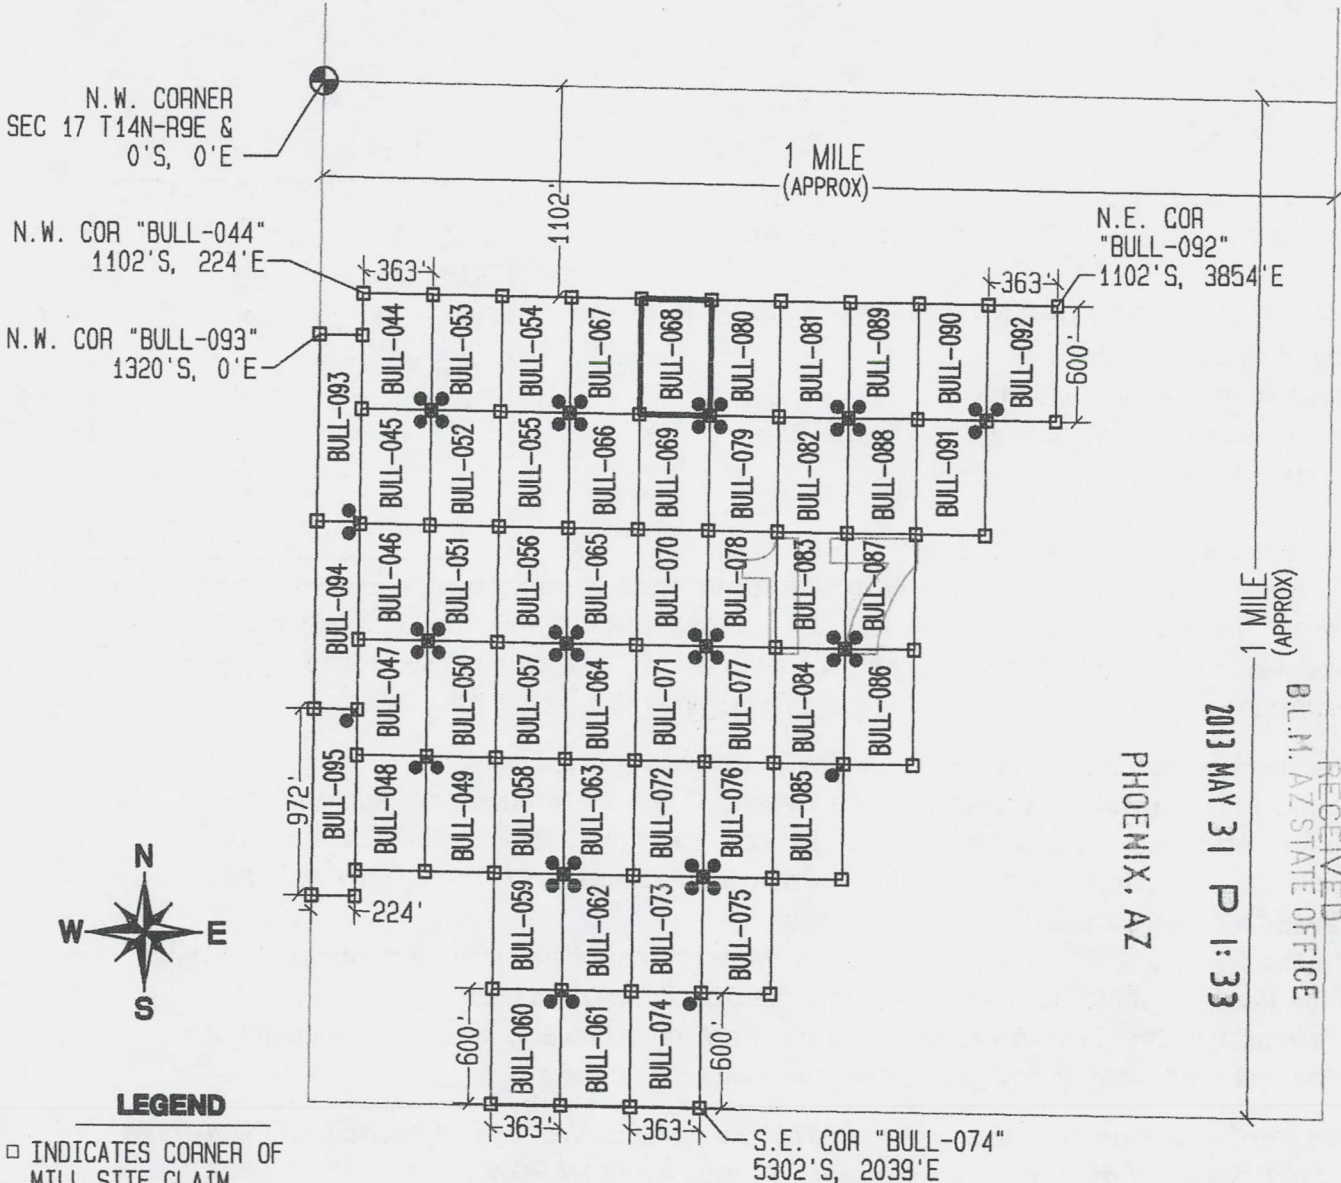 N.W. CORNER
SEC 17 T14N-R9E &
0'S, 0'E
1 MILE
(APPROX)
1102'
N.W. COR "BULL-044"
1102'S, 224'E
363'
N.E. COR
"BULL-092"
1102'S, 3854'E
363'
N.W. COR "BULL-093"
1320'S, 0'E
600'
BULL-044
BULL-053
BULL-054
BULL-067
BULL-068
BULL-080
BULL-081
BULL-089
BULL-090
BULL-092
BULL-093
BULL-045
BULL-052
BULL-055
BULL-066
BULL-069
BULL-079
BULL-082
BULL-088
BULL-091
BULL-094
BULL-046
BULL-051
BULL-056
BULL-065
BULL-070
BULL-078
BULL-083
BULL-087
17
BULL-047
BULL-050
BULL-057
BULL-064
BULL-071
BULL-077
BULL-084
BULL-086
1 MILE
(APPROX)
BULL-095
BULL-048
BULL-049
BULL-058
BULL-063
BULL-072
BULL-076
BULL-085
972'
224'
BULL-059
BULL-062
BULL-073
BULL-075
BULL-060
BULL-061
BULL-074
600'
600'
363'
363'
S.E. COR "BULL-074"
5302'S, 2039'E
RECEIVED
B.L.M. AZ STATE OFFICE
2013 MAY 31 P 1:33
PHOENIX, AZ
N
W
E
S
LEGEND
□ INDICATES CORNER OF
MILL SITE CLAIM